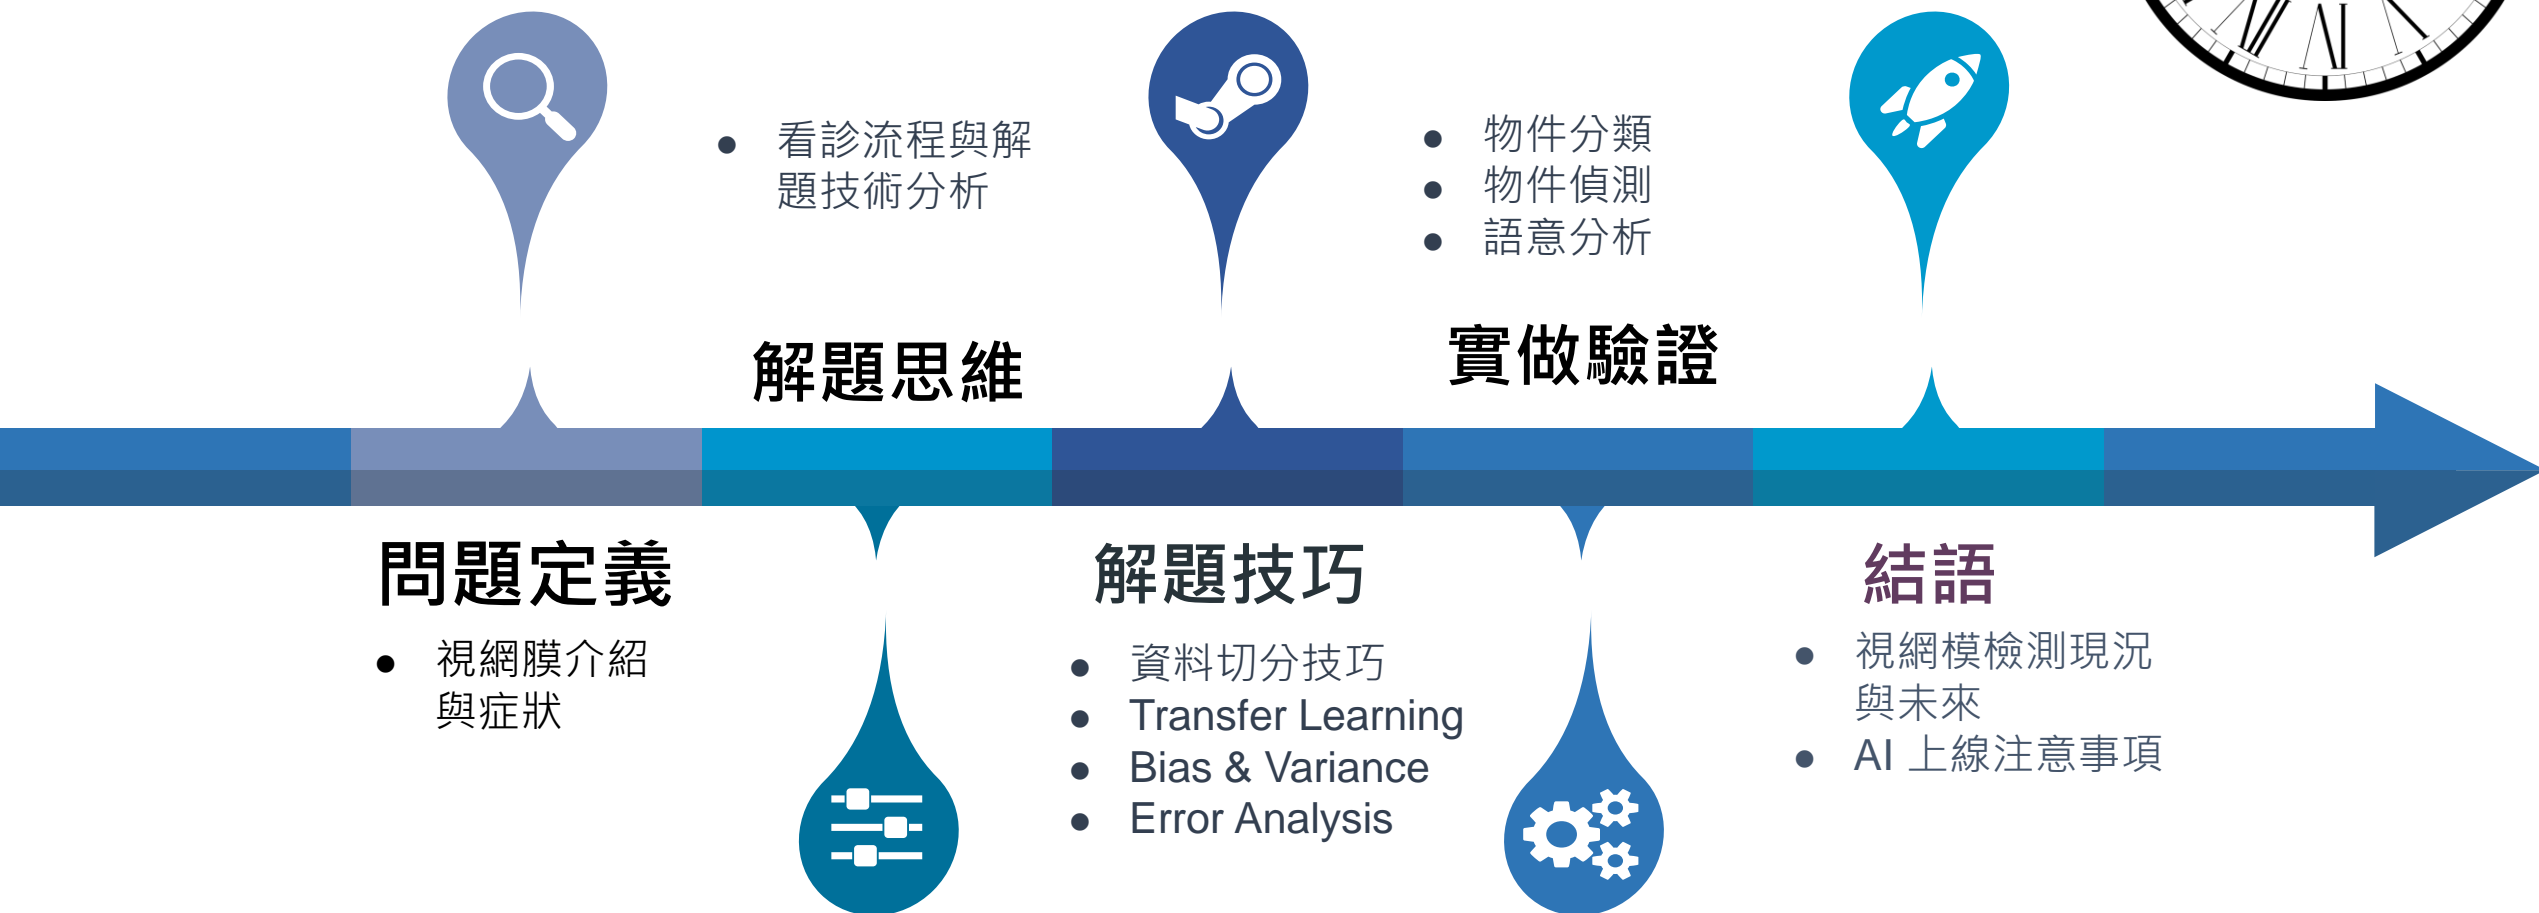 問題定義
視網膜介紹
與症狀
看診流程與解
題技術分析
解題思維
解題技巧
資料切分技巧
Transfer Learning
Bias & Variance
Error Analysis
物件分類
物件偵測
語意分析
實做驗證
結語
視網模檢測現況
與未來
AI 上線注意事項